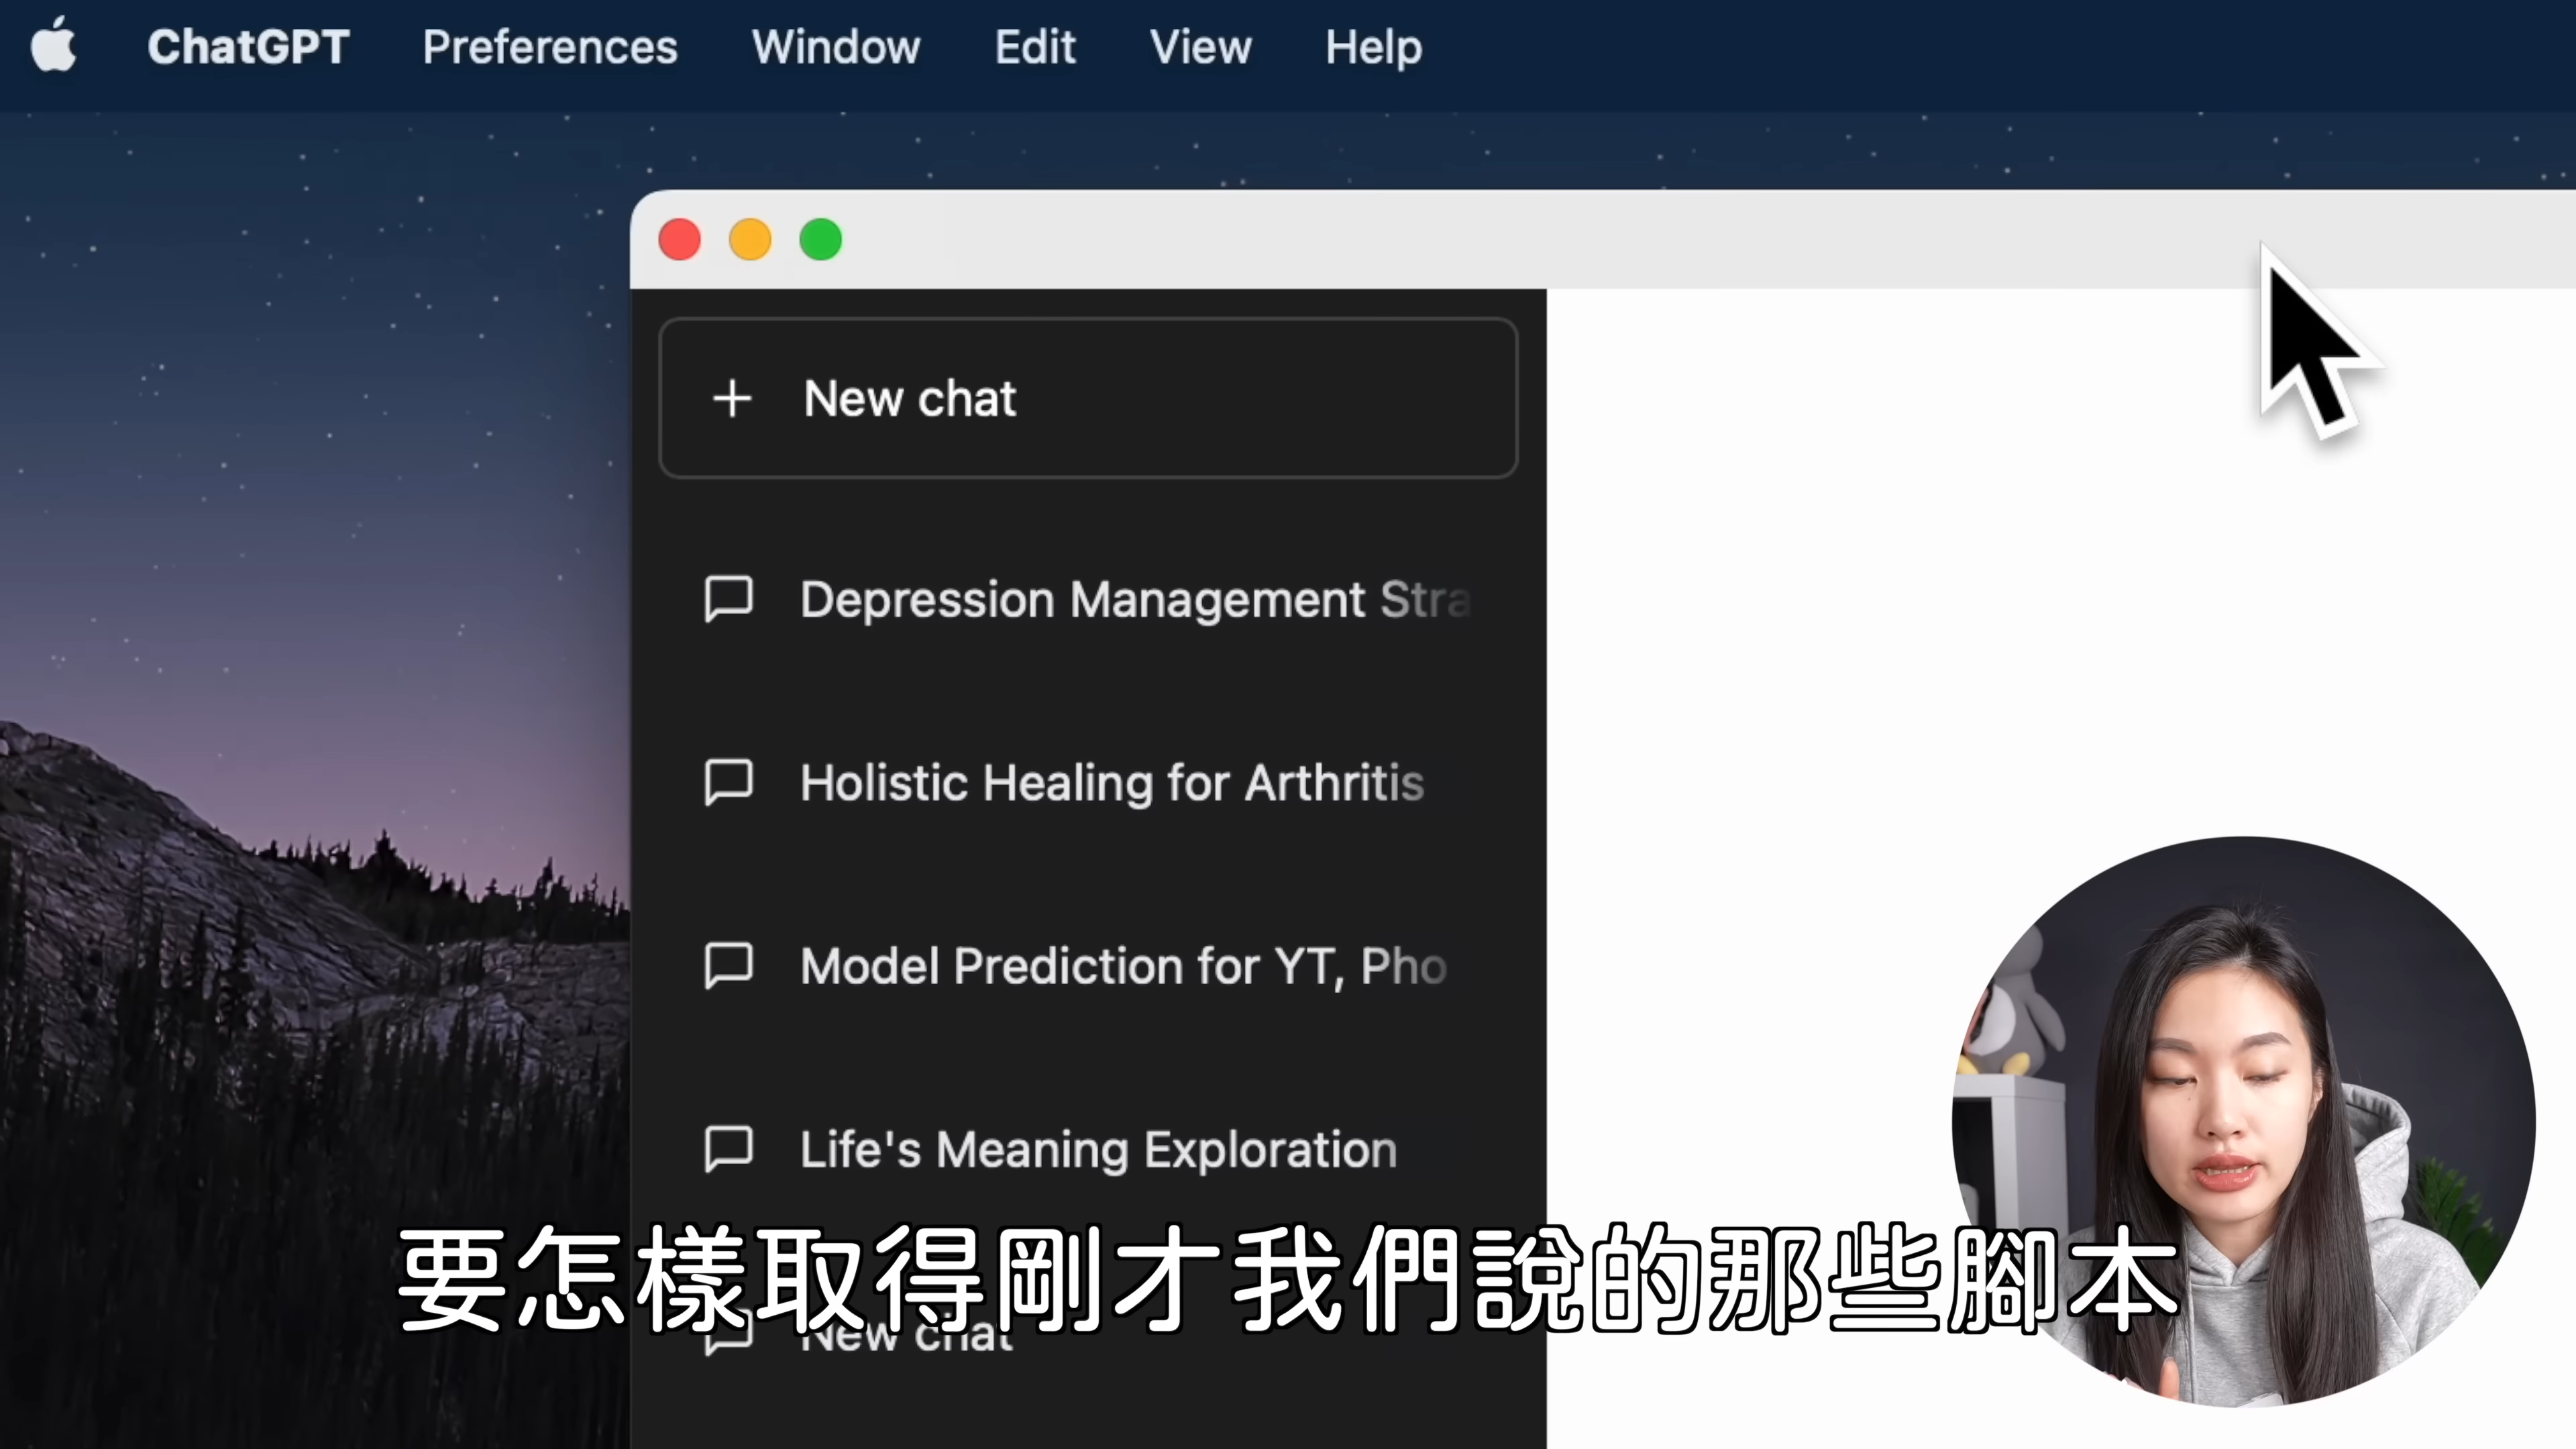 ChatGPT Preferences Window Edit View Help
+ New chat
Depression Management Stra
Holistic Healing for Arthritis
Model Prediction for YT, Pho
Life's Meaning Exploration
New chat
要怎樣取得剛才我們說的那些腳本